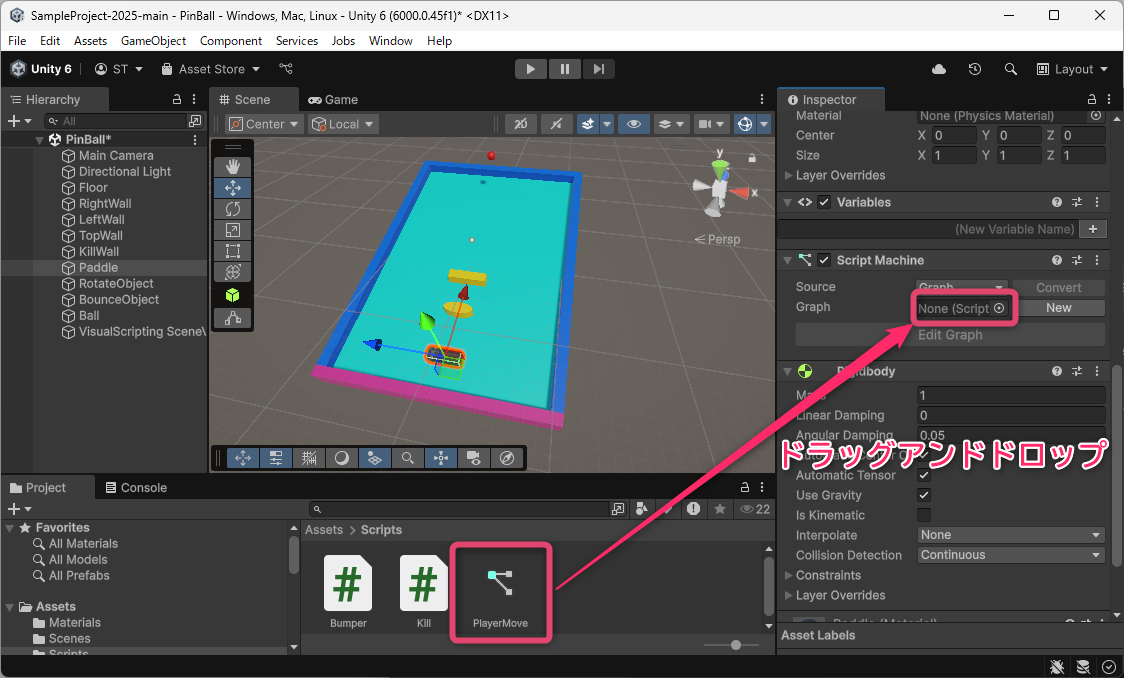 SampleProject-2025-main - PinBall - Windows, Mac, Linux - Unity 6 (6000.0.45f1)* <DX11>
File Edit Assets GameObject Component Services Jobs Window Help
Unity 6 ST Asset Store Layout
Hierarchy
All
PinBall*
Main Camera
Directional Light
Floor
RightWall
LeftWall
TopWall
KillWall
Paddle
RotateObject
BounceObject
Ball
VisualScripting Scene
Scene Game
Center Local 2D
y
x
Persp
Inspector
Material None (Physics Material)
Center X 0 Y 0 Z 0
Size X 1 Y 1 Z 1
Layer Overrides
Variables
(New Variable Name)
Script Machine
Source Graph Convert
Graph None (Script New
Edit Graph
Rigidbody
1
Linear Damping 0
Angular Damping 0.05
ドラッグアンドドロップ
Automatic Tensor
Use Gravity
Is Kinematic
Interpolate None
Collision Detection Continuous
Constraints
Layer Overrides
Paddle (Material)
Asset Labels
Project Console
22
Favorites
All Materials
All Models
All Prefabs
Assets
Materials
Scenes
Scripts
Assets > Scripts
Bumper Kill PlayerMove